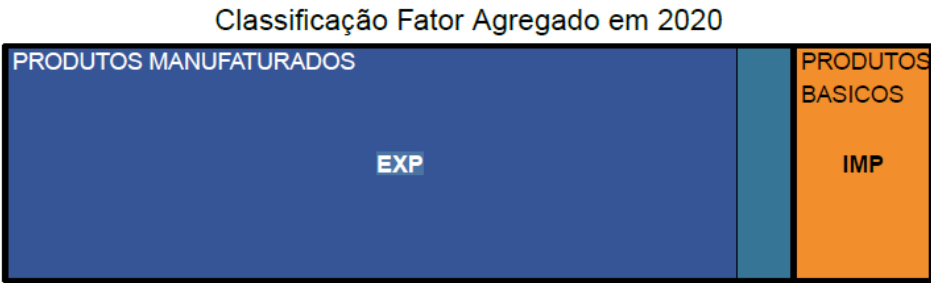 Classificação Fator Agregado em 2020
PRODUTOS MANUFATURADOS
EXP
PRODUTOS
BASICOS
IMP